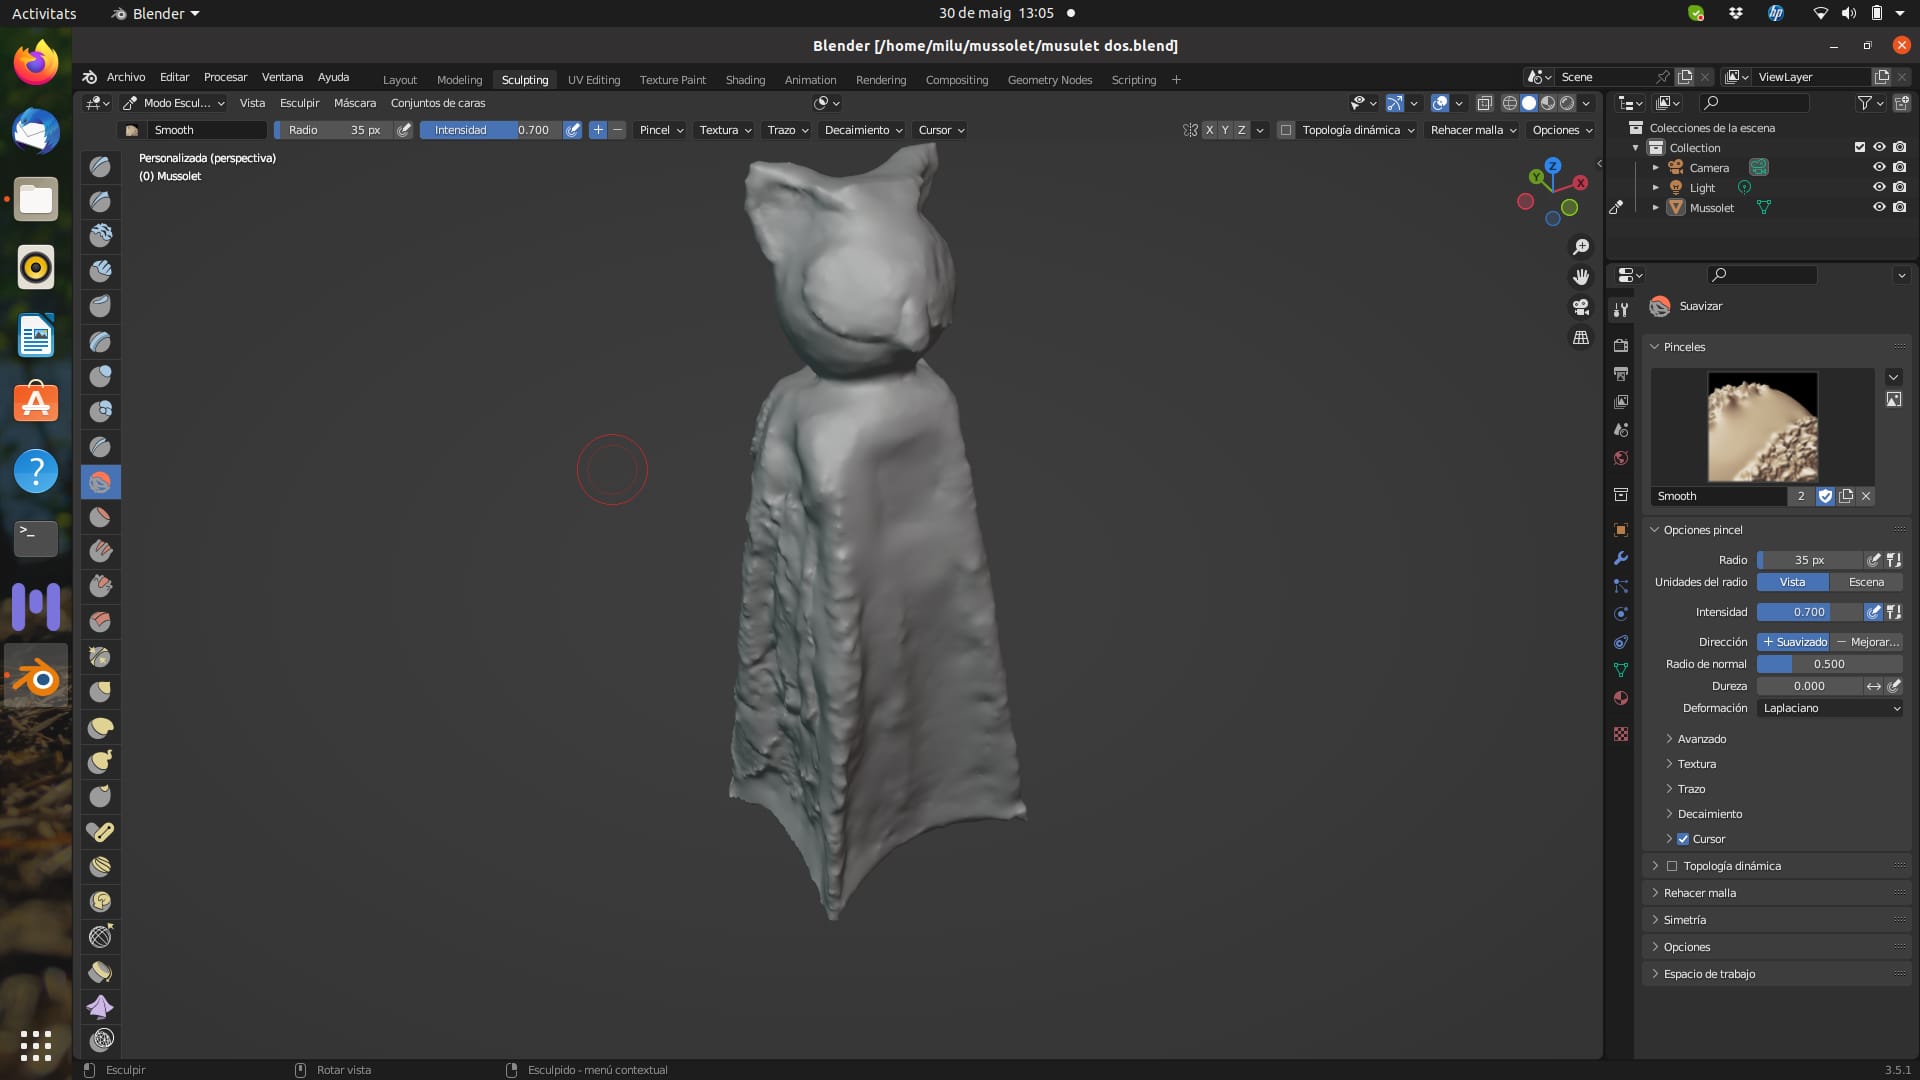 Activitats Blender 30 de maig 13:05
Blender [/home/milu/mussolet/musulet dos.blend]
Archivo Editar Procesar Ventana Ayuda Layout Modeling Sculpting UV Editing Texture Paint Shading Animation Rendering Compositing Geometry Nodes Scripting + Scene ViewLayer
Modo Escul... Vista Esculpir Máscara Conjuntos de caras
Smooth Radio 35 px Intensidad 0.700 + − Pincel Textura Trazo Decaimiento Cursor X Y Z Topología dinámica Rehacer malla Opciones
Personalizada (perspectiva)
(0) Mussolet
Z
Y
X
Colecciones de la escena
Collection
Camera
Light
Mussolet
Suavizar
Pinceles
Smooth 2
Opciones pincel
Radio 35 px
Unidades del radio Vista Escena
Intensidad 0.700
Dirección + Suavizado − Mejorar...
Radio de normal 0.500
Dureza 0.000
Deformación Laplaciano
Avanzado
Textura
Trazo
Decaimiento
Cursor
Topología dinámica
Rehacer malla
Simetría
Opciones
Espacio de trabajo
Esculpir Rotar vista Esculpido - menú contextual 3.5.1